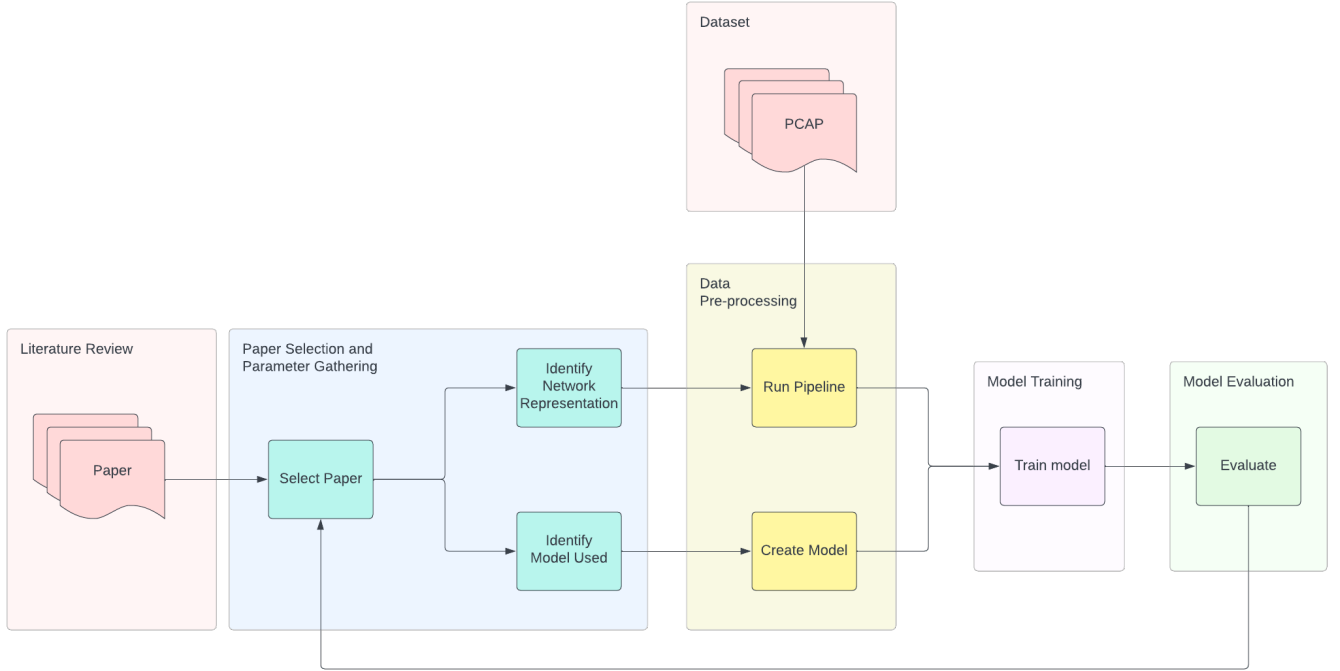 Dataset
PCAP
Data
Pre-processing
Literature Review
Paper
Paper Selection and
Parameter Gathering
Select Paper
Identify
Network
Representation
Identify
Model Used
Run Pipeline
Create Model
Model Training
Train model
Model Evaluation
Evaluate